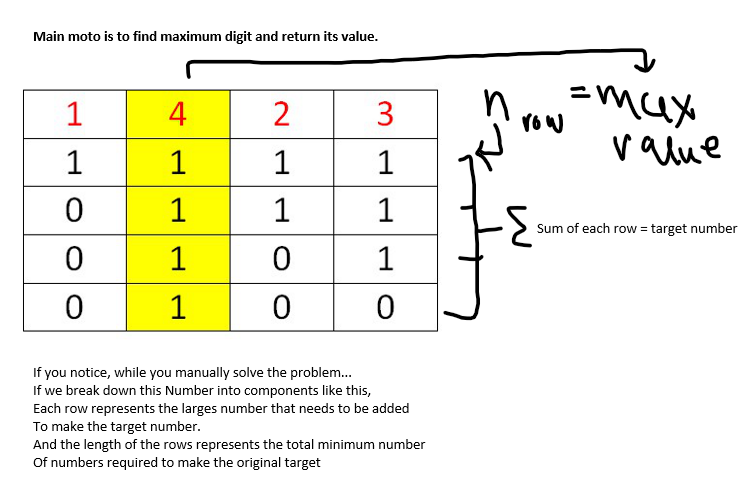 Main moto is to find maximum digit and return its value.
1 4 2 3
1 1 1 1
0 1 1 1
0 1 0 1
0 1 0 0
n row = max
value
Σ Sum of each row = target number
If you notice, while you manually solve the problem...
If we break down this Number into components like this,
Each row represents the larges number that needs to be added
To make the target number.
And the length of the rows represents the total minimum number
Of numbers required to make the original target